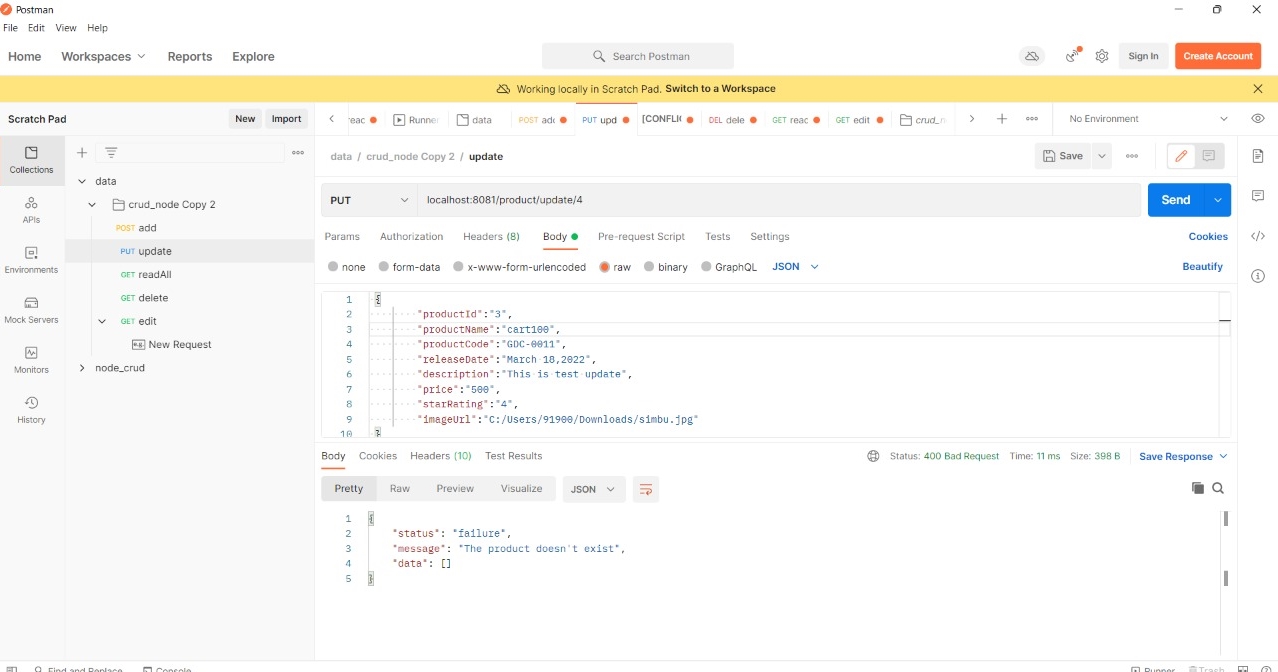 Postman
File Edit View Help
Home Workspaces Reports Explore Search Postman Sign In Create Account
Working locally in Scratch Pad. Switch to a Workspace
Scratch Pad New Import
Runne data POST ad PUT upd [CONFLIC DEL dele GET reac GET edit crud_n No Environment
Collections
data / crud_node Copy 2 / update Save
data
crud_node Copy 2
POST add
PUT update
GET readAll
GET delete
GET edit
New Request
node_crud
APIs
Environments
Mock Servers
Monitors
History
PUT localhost:8081/product/update/4 Send
Params Authorization Headers (8) Body Pre-request Script Tests Settings Cookies
none form-data x-www-form-urlencoded raw binary GraphQL JSON Beautify
1 {
2 "productId":"3",
3 "productName":"cart100",
4 "productCode":"GDC-0011",
5 "releaseDate":"March 18,2022",
6 "description":"This is test update",
7 "price":"500",
8 "starRating":"4",
9 "imageUrl":"C:/Users/91900/Downloads/simbu.jpg"
10 }
Body Cookies Headers (10) Test Results Status: 400 Bad Request Time: 11 ms Size: 398 B Save Response
Pretty Raw Preview Visualize JSON
1 {
2 "status": "failure",
3 "message": "The product doesn't exist",
4 "data": []
5 }
Find and Replace Console Runner Trash